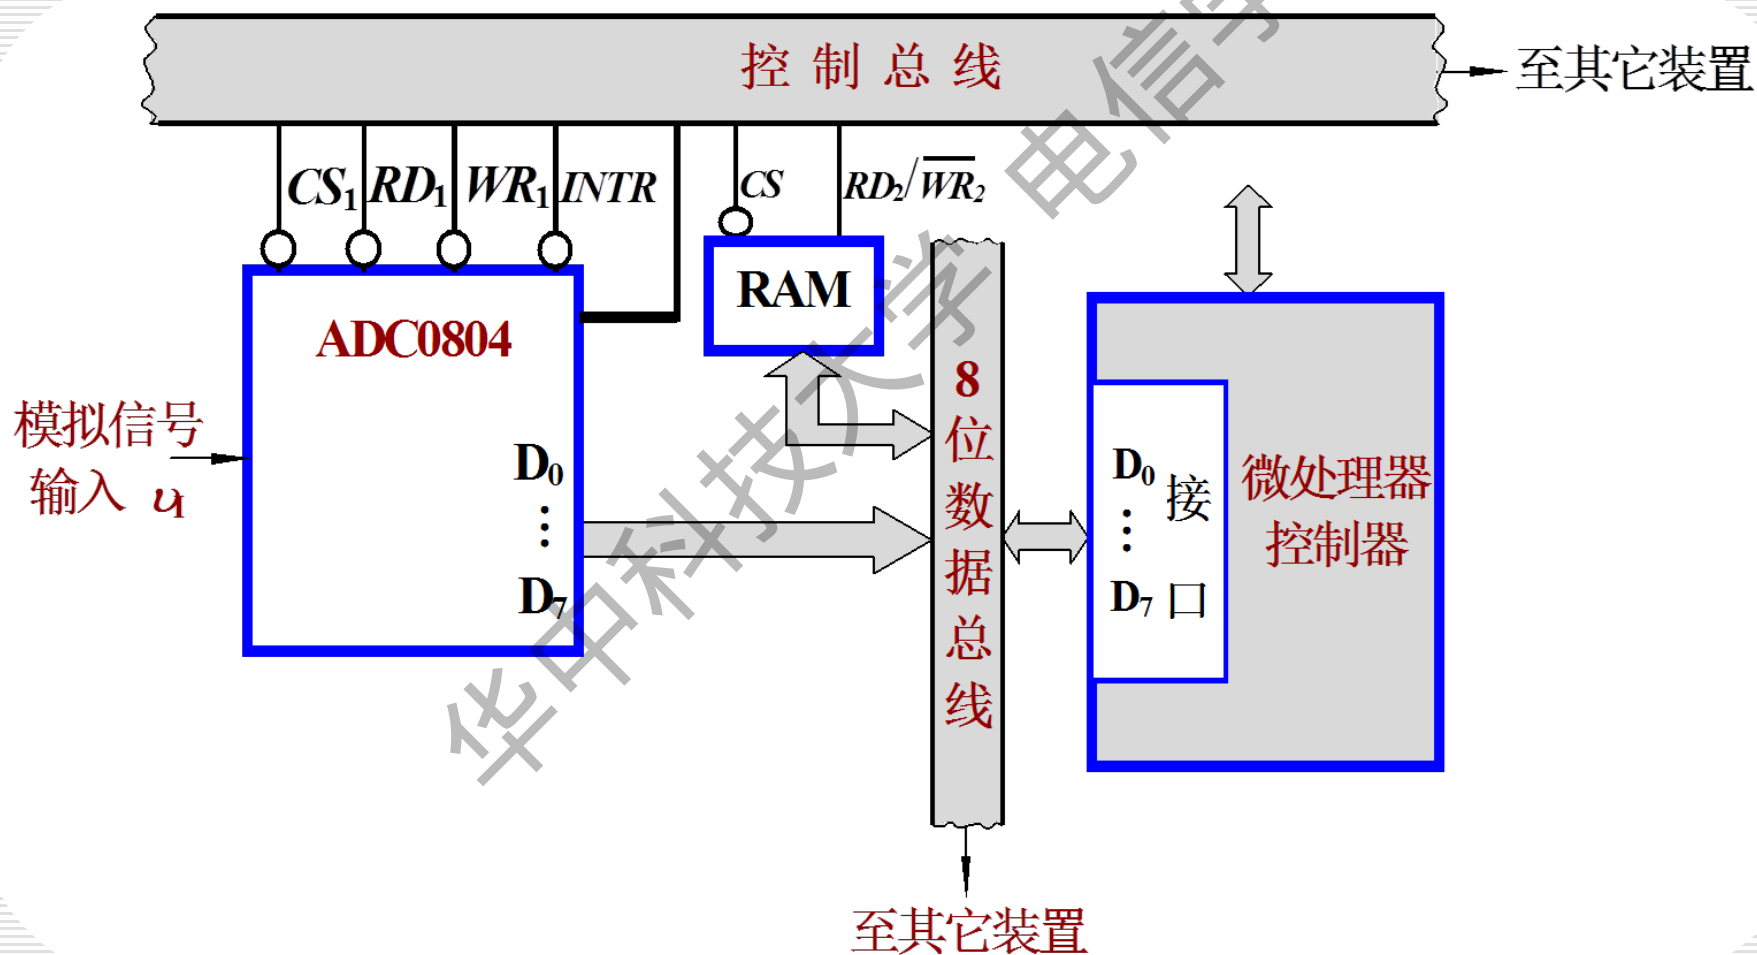 控制总线
至其它装置
CS₁ RD₁ WR₁ INTR CS RD₂/W̅R̅₂̅
RAM
ADC0804
模拟信号
输入 uI
D₀
⋮
D₇
8位数据总线
D₀
⋮
D₇
接口
微处理器
控制器
至其它装置
华中科技大学 电信学